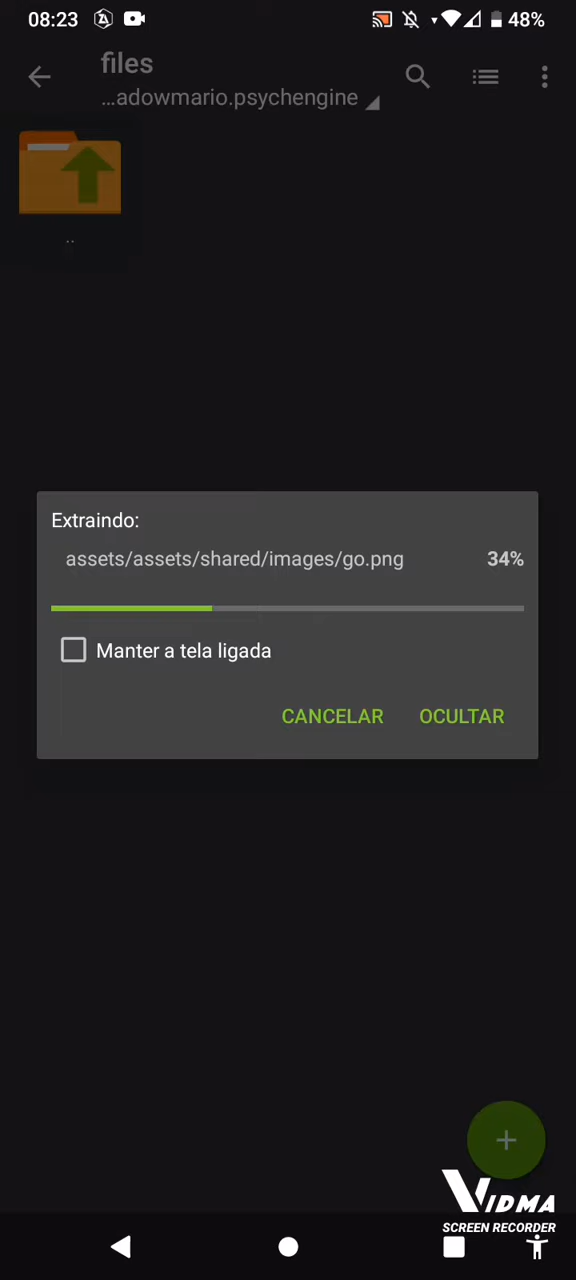 08:23
48%
files
...adowmario.psychengine
..
Extraindo:
assets/assets/shared/images/go.png
34%
Manter a tela ligada
CANCELAR
OCULTAR
VIDMA
SCREEN RECORDER